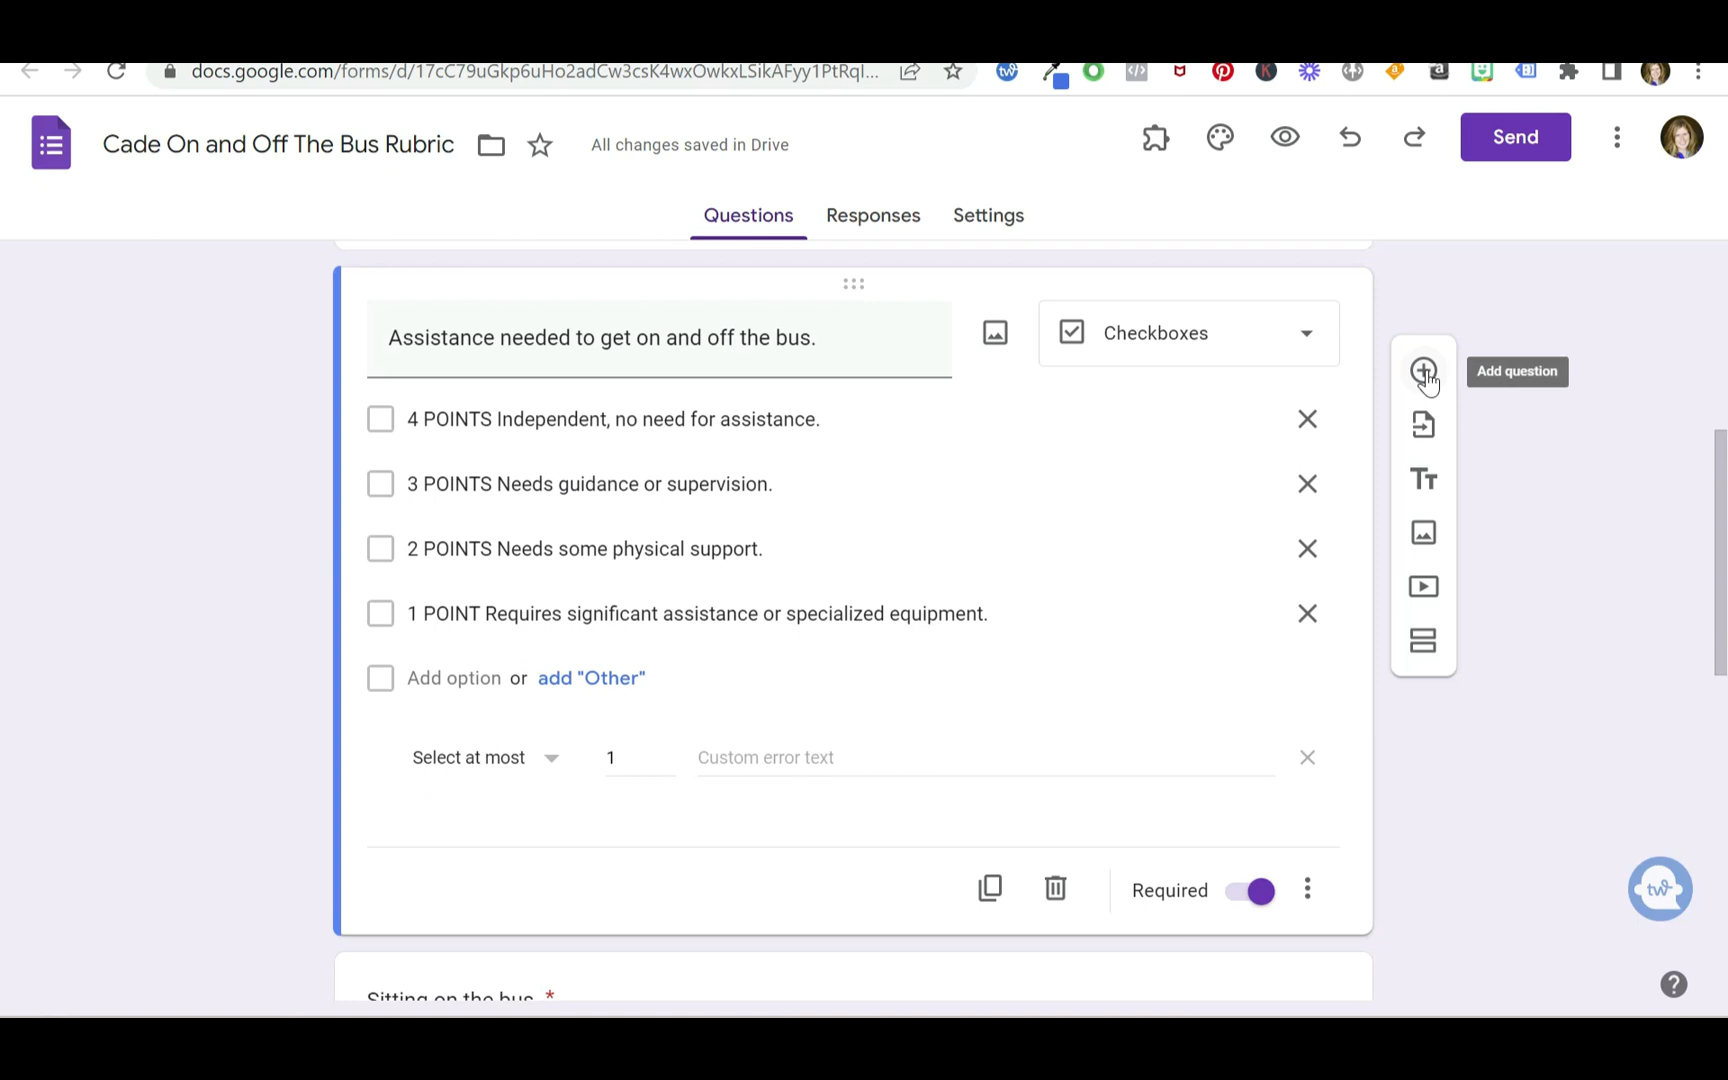 docs.google.com/forms/d/17cC79uGkp6uHo2adCw3csK4wxOwkxLSikAFyy1PtRqI...
Cade On and Off The Bus Rubric
All changes saved in Drive
Send
Questions Responses Settings
Assistance needed to get on and off the bus.
Checkboxes
Add question
4 POINTS Independent, no need for assistance.
3 POINTS Needs guidance or supervision.
2 POINTS Needs some physical support.
1 POINT Requires significant assistance or specialized equipment.
Add option or add "Other"
Select at most 1 Custom error text
Required
tw
Sitting on the bus *